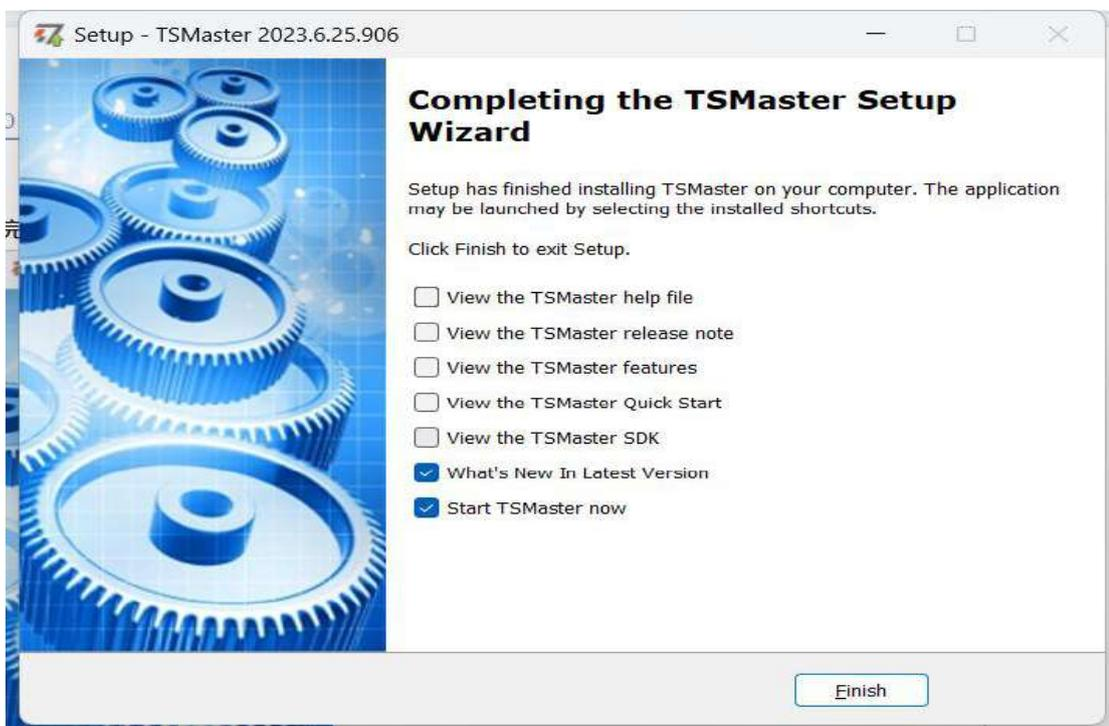 Setup - TSMaster 2023.6.25.906
Completing the TSMaster Setup
Wizard
Setup has finished installing TSMaster on your computer. The application
may be launched by selecting the installed shortcuts.
Click Finish to exit Setup.
View the TSMaster help file
View the TSMaster release note
View the TSMaster features
View the TSMaster Quick Start
View the TSMaster SDK
What's New In Latest Version
Start TSMaster now
Finish